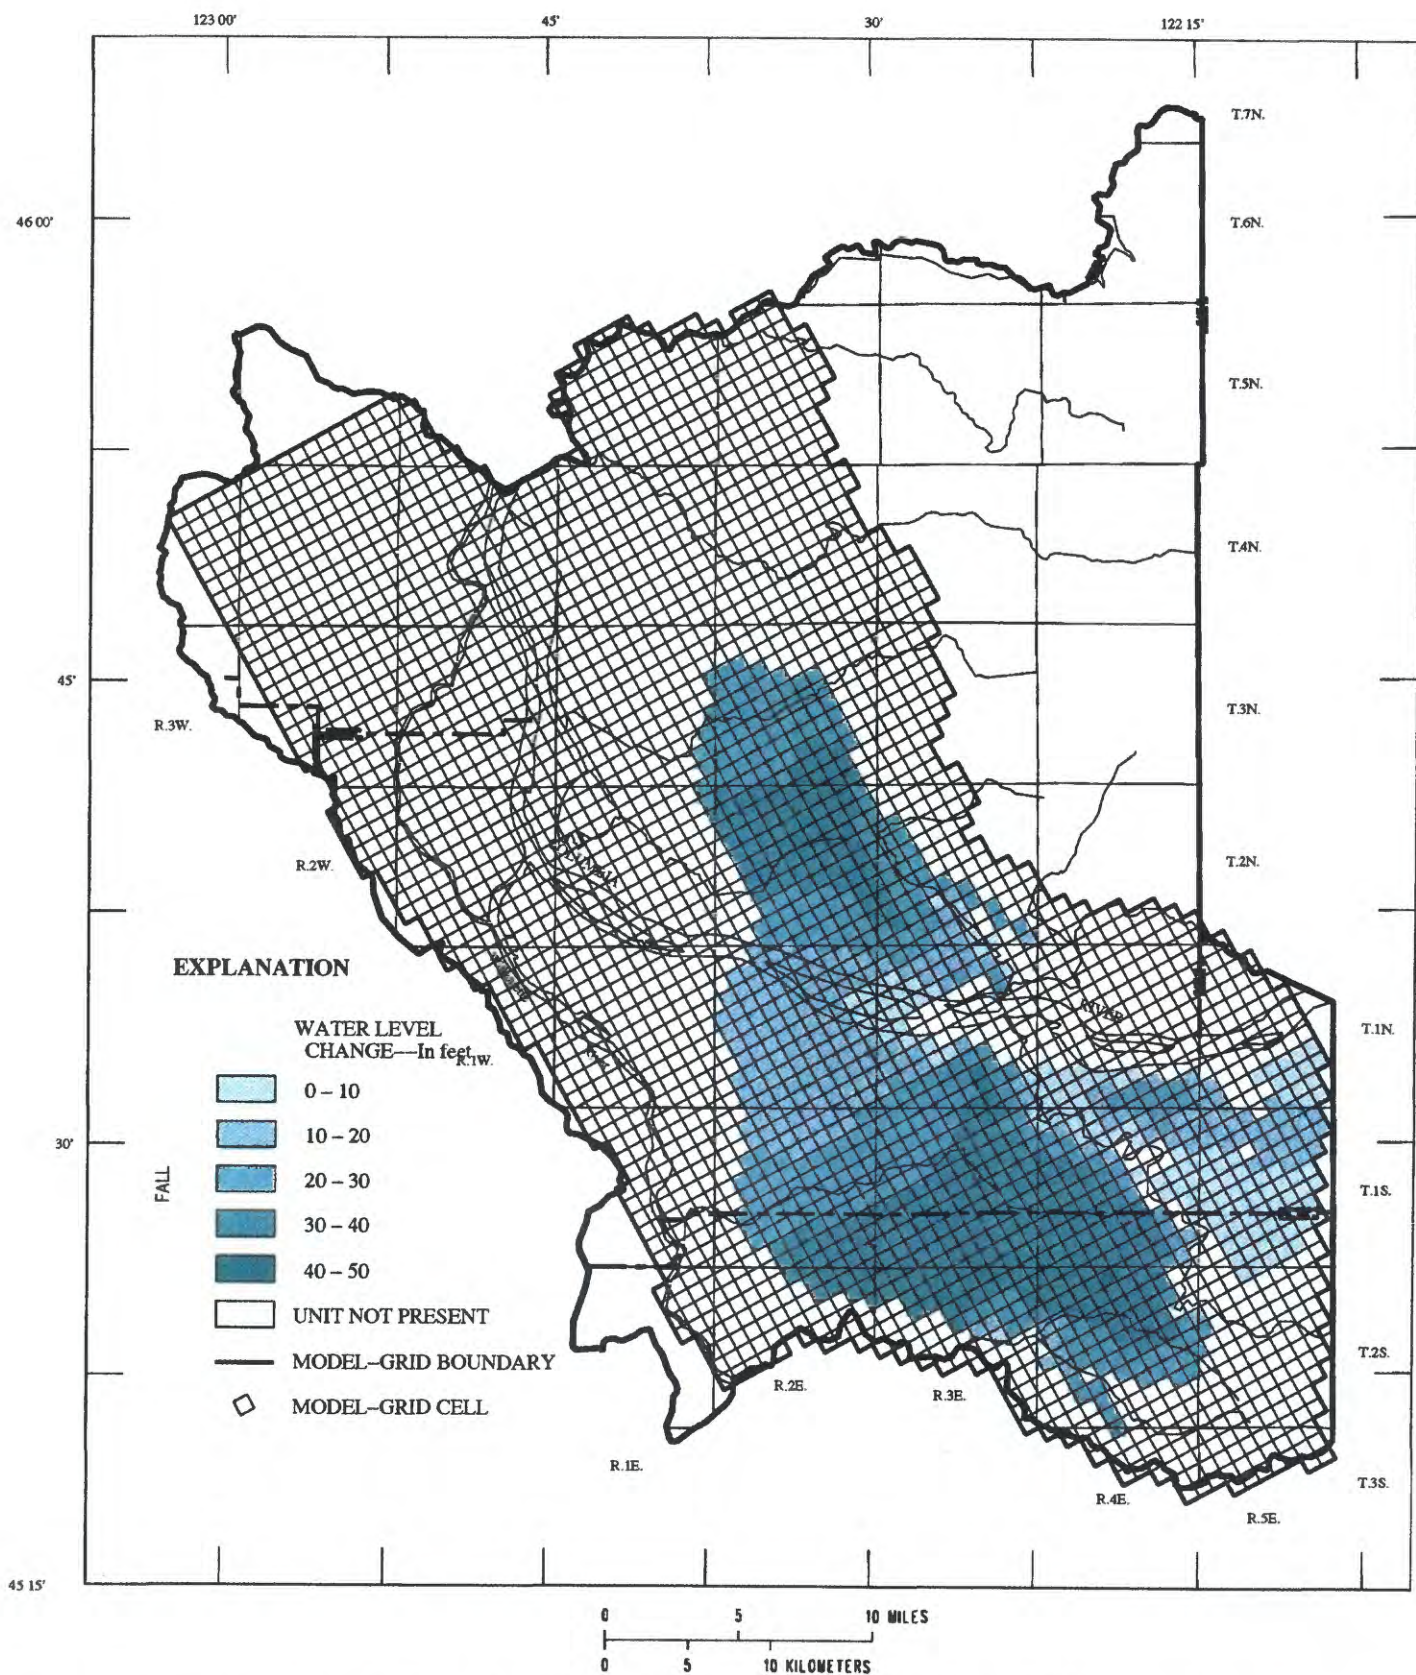 123 00' 45' 30' 122 15'
T.7N.
46 00'
T.6N.
T.5N.
T.4N.
45'
R.3W.
T.3N.
R.2W.
COLUMBIA
T.2N.
EXPLANATION
RIVER
T.1N.
WATER LEVEL
CHANGE—In feet
R.1W.
0 – 10
10 – 20
30'
20 – 30
FALL
T.1S.
30 – 40
40 – 50
UNIT NOT PRESENT
MODEL–GRID BOUNDARY
T.2S.
R.2E.
R.3E.
MODEL–GRID CELL
R.1E.
T.3S.
R.4E.
R.5E.
45 15'
0 5 10 MILES
0 5 10 KILOMETERS